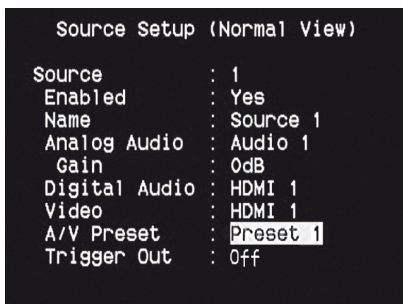 Source Setup (Normal View)
Source : 1
Enabled : Yes
Name : Source 1
Analog Audio : Audio 1
Gain : 0dB
Digital Audio : HDMI 1
Video : HDMI 1
A/V Preset : Preset 1
Trigger Out : Off